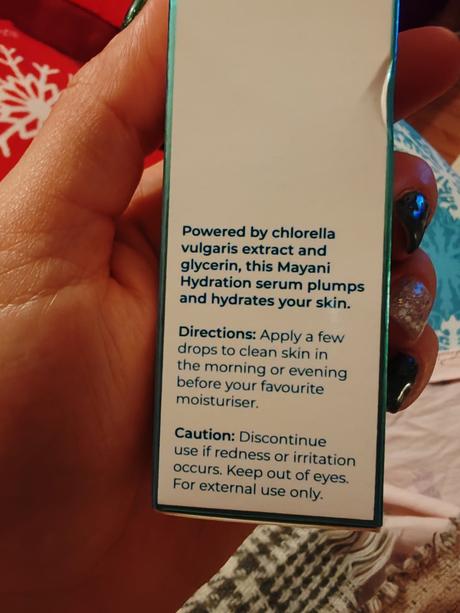 Powered by chlorella
vulgaris extract and
glycerin, this Mayani
Hydration serum plumps
and hydrates your skin.
Directions: Apply a few
drops to clean skin in
the morning or evening
before your favourite
moisturiser.
Caution: Discontinue
use if redness or irritation
occurs. Keep out of eyes.
For external use only.